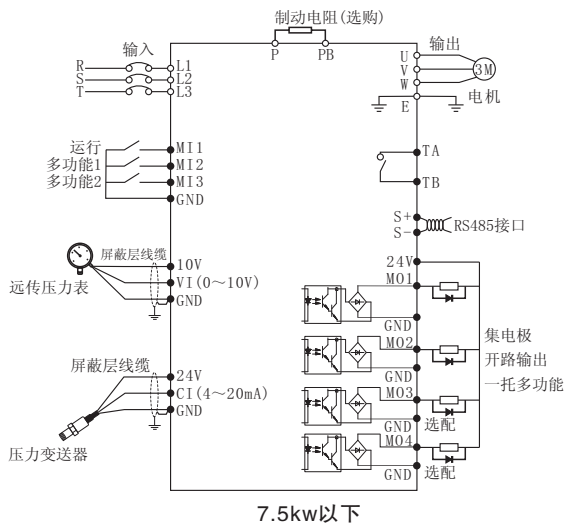 制动电阻(选购)
P PB
输入
R L1
S L2
T L3
输出
U
V
W
3M
电机
E
运行 MI1
多功能1 MI2
多功能2 MI3
GND
TA
TB
S+
S-
RS485接口
屏蔽层线缆
10V
VI(0～10V)
GND
远传压力表
屏蔽层线缆
24V
CI(4～20mA)
GND
压力变送器
24V
MO1
GND
MO2
GND
MO3
GND
选配
MO4
GND
选配
集电极
开路输出
一托多功能
7.5kw以下